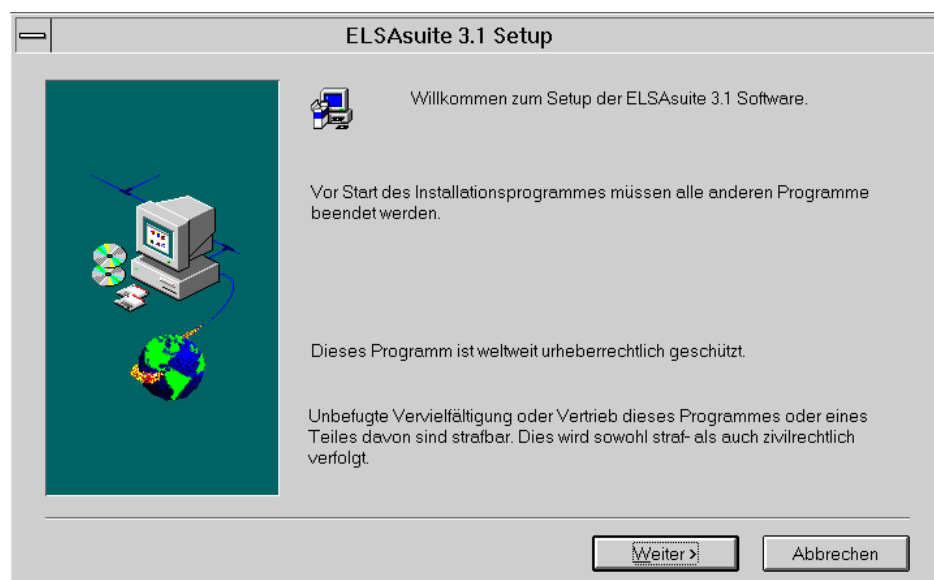 ELSAsuite 3.1 Setup
Willkommen zum Setup der ELSAsuite 3.1 Software.
Vor Start des Installationsprogrammes müssen alle anderen Programme
beendet werden.
Dieses Programm ist weltweit urheberrechtlich geschützt.
Unbefugte Vervielfältigung oder Vertrieb dieses Programmes oder eines
Teiles davon sind strafbar. Dies wird sowohl straf- als auch zivilrechtlich
verfolgt.
Weiter >
Abbrechen